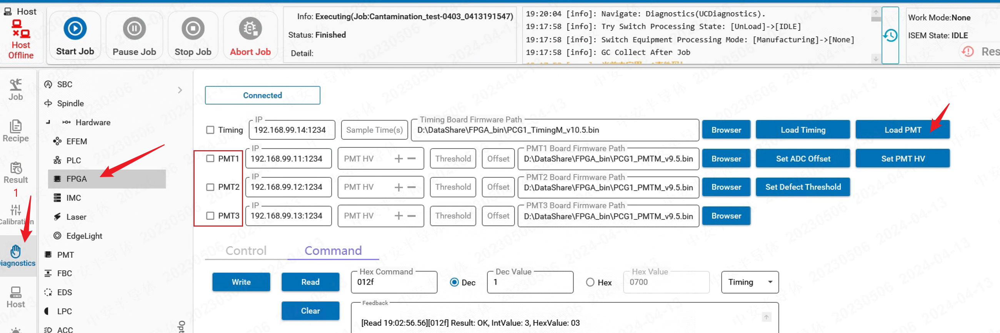 Host
Host
Offline
Start Job
Pause Job
Stop Job
Abort Job
Info: Executing(Job:Cantamination_test-0403_0413191547)
Status: Finished
Detail:
19:20:04 [info]: Navigate: Diagnostics(UCDiagnostics).
19:17:58 [info]: Try Switch Processing State: [UnLoad]->[IDLE]
19:17:58 [info]: Switch Equipment Processing Mode: [Manufacturing]->[None]
19:17:58 [info]: GC Collect After Job
Work Mode:None
ISEM State: IDLE
Res
Job
Recipe
Result
1
Calibration
Diagnostics
Host
SBC
Spindle
Hardware
EFEM
PLC
FPGA
IMC
Laser
EdgeLight
PMT
FBC
EDS
LPC
ACC
Opt
Connected
Timing
IP
192.168.99.14:1234
Sample Time(s)
Timing Board Firmware Path
D:\DataShare\FPGA_bin\PCG1_TimingM_v10.5.bin
Browser
Load Timing
Load PMT
PMT1
IP
192.168.99.11:1234
PMT HV
Threshold
Offset
PMT1 Board Firmware Path
D:\DataShare\FPGA_bin\PCG1_PMTM_v9.5.bin
Browser
Set ADC Offset
Set PMT HV
PMT2
IP
192.168.99.12:1234
PMT HV
Threshold
Offset
PMT2 Board Firmware Path
D:\DataShare\FPGA_bin\PCG1_PMTM_v9.5.bin
Browser
Set Defect Threshold
PMT3
IP
192.168.99.13:1234
PMT HV
Threshold
Offset
PMT3 Board Firmware Path
D:\DataShare\FPGA_bin\PCG1_PMTM_v9.5.bin
Browser
Control
Command
Write
Read
Hex Command
012f
Dec
Dec Value
1
Hex
Hex Value
0700
Timing
Clear
Feedback
[Read 19:02:56.56][012f] Result: OK, IntValue: 3, HexValue: 03
中安半导体 20230506 2024-04-13